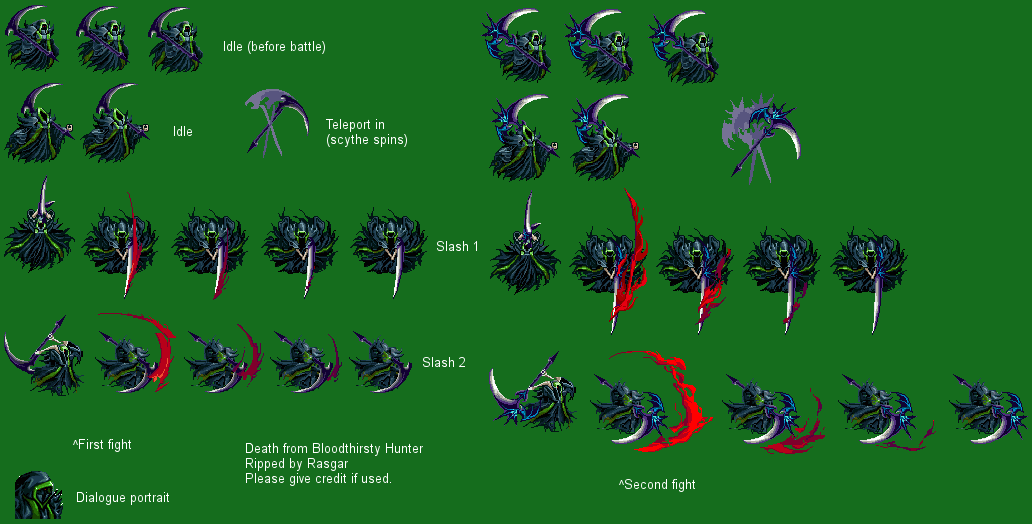 Idle (before battle)
Idle
Teleport in
(scythe spins)
Slash 1
Slash 2
^First fight
Death from Bloodthirsty Hunter
Ripped by Rasgar
Please give credit if used.
^Second fight
Dialogue portrait